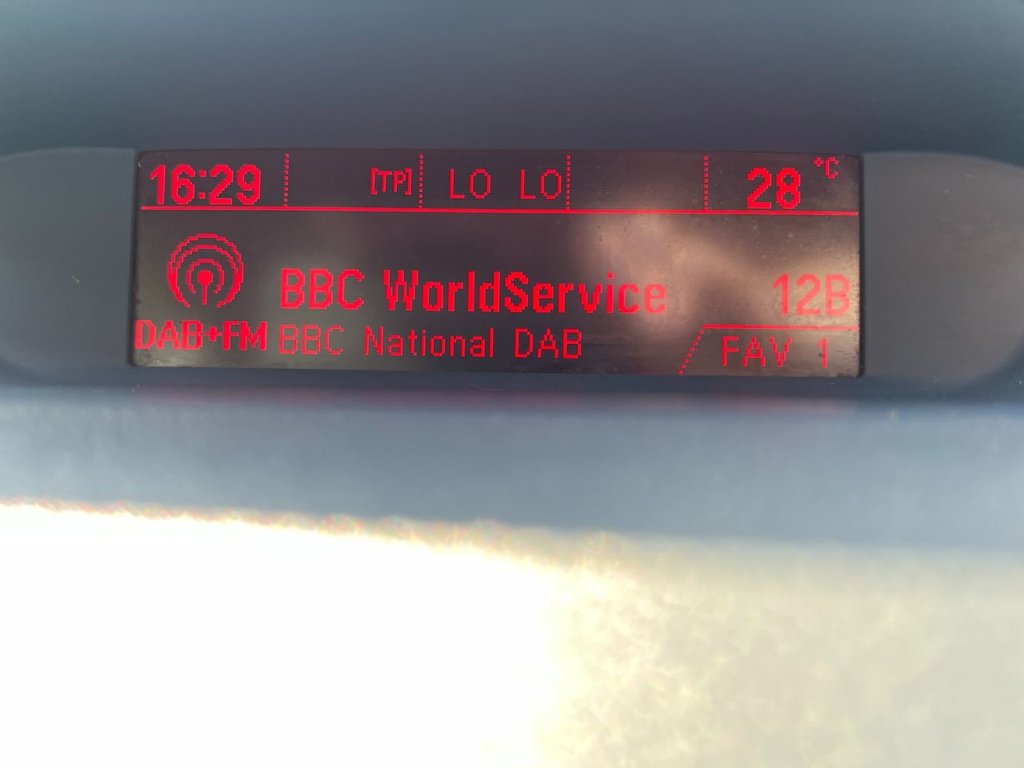 16:29 [TP] LO LO 28 °C
BBC WorldService 12B
DAB+FM BBC National DAB FAV 1